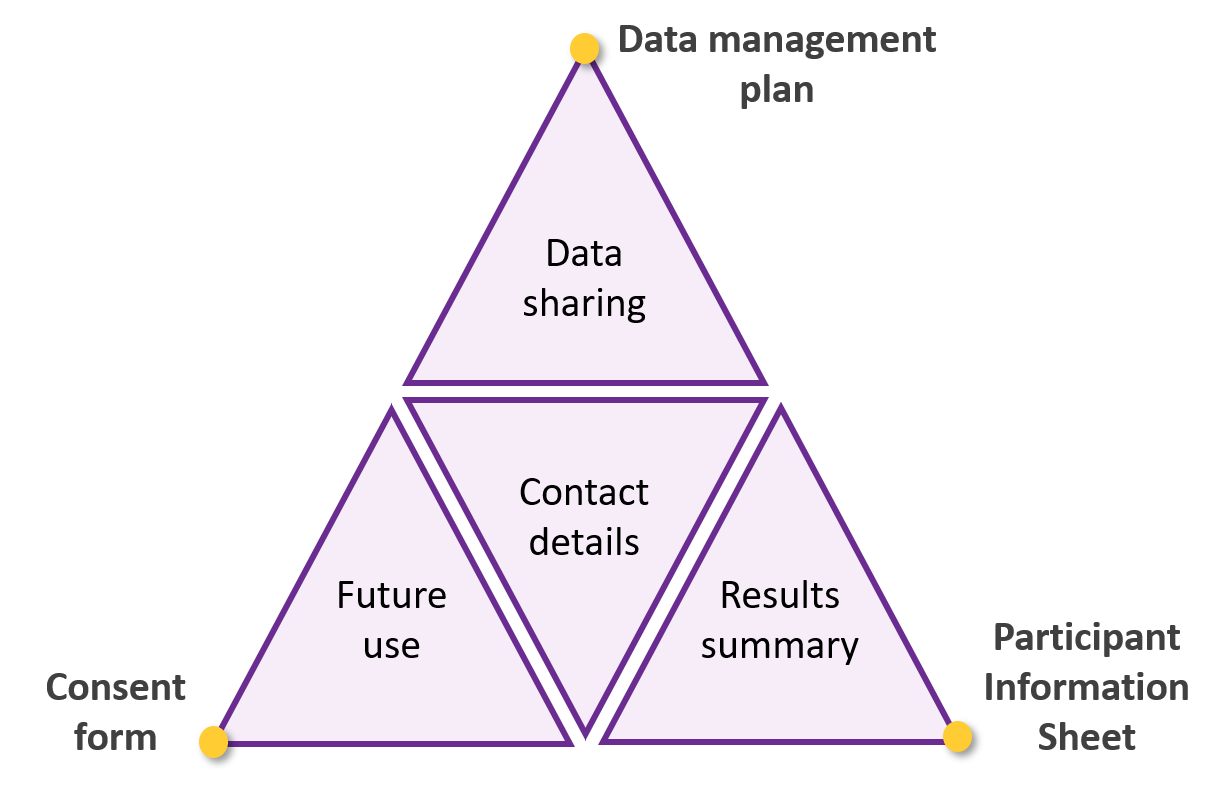 Data management
plan
Data
sharing
Contact
details
Future
use
Results
summary
Consent
form
Participant
Information
Sheet